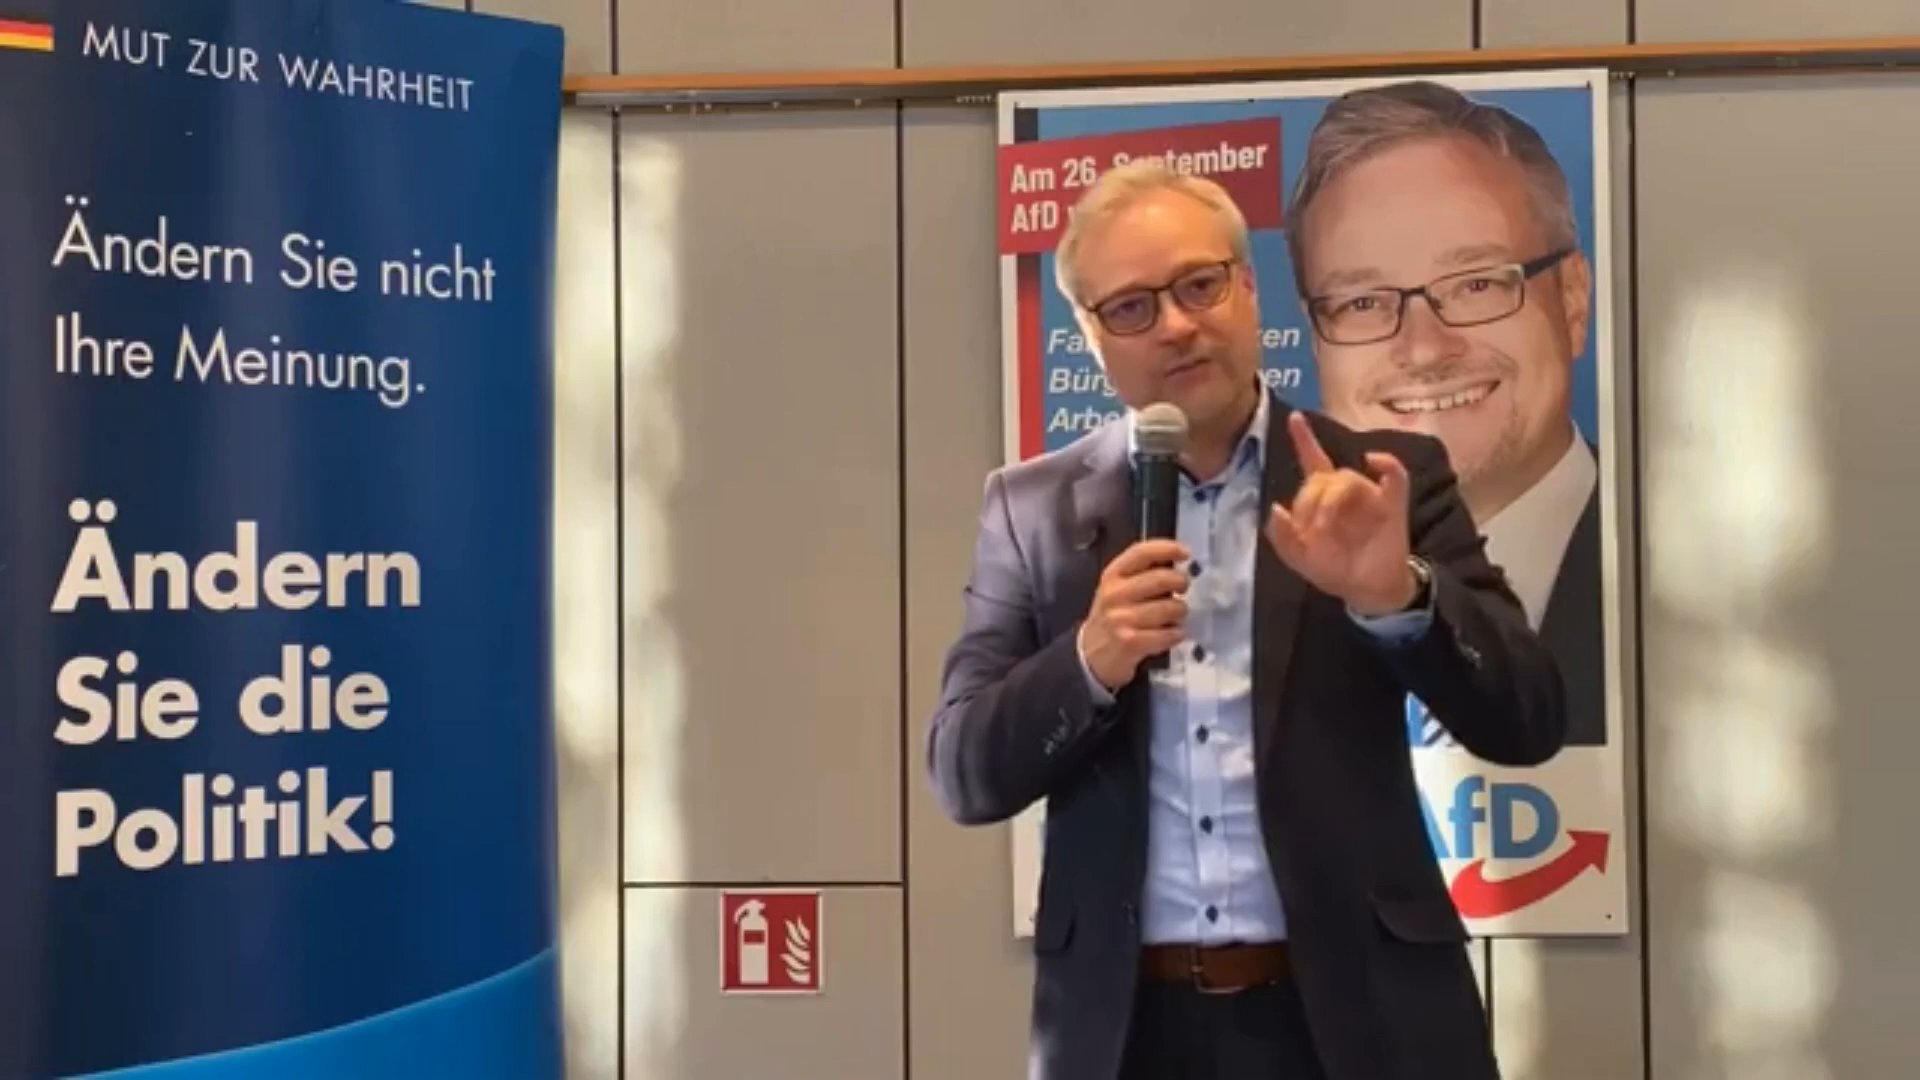 MUT ZUR WAHRHEIT
Ändern Sie nicht
Ihre Meinung.
Ändern
Sie die
Politik!
Am 26. September
AfD
AfD